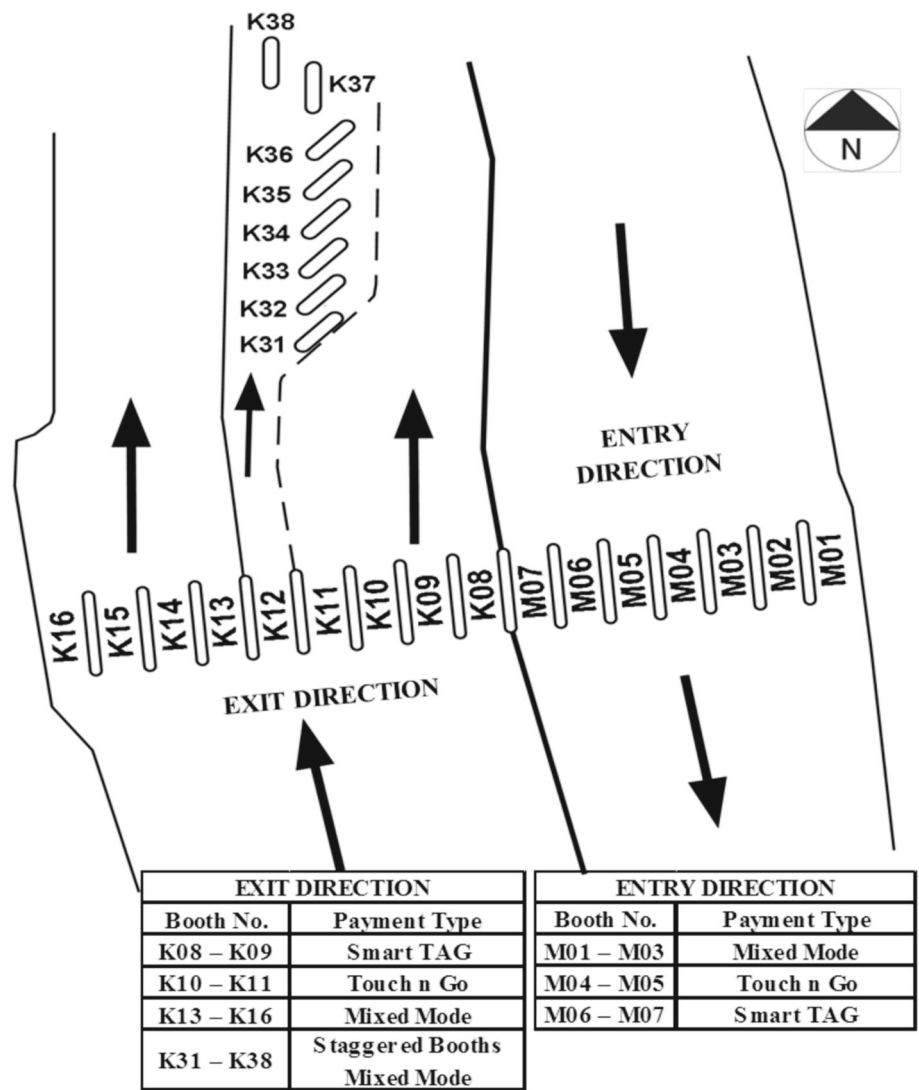 K38
K37
K36
K35
K34
K33
K32
K31
N
ENTRY
DIRECTION
K16 K15 K14 K13 K12 K11 K10 K09 K08 M07 M06 M05 M04 M03 M02 M01
EXIT DIRECTION
EXIT DIRECTION
Booth No. Payment Type
K08 – K09 Smart TAG
K10 – K11 Touch n Go
K13 – K16 Mixed Mode
K31 – K38 Staggered Booths
Mixed Mode
ENTRY DIRECTION
Booth No. Payment Type
M01 – M03 Mixed Mode
M04 – M05 Touch n Go
M06 – M07 Smart TAG